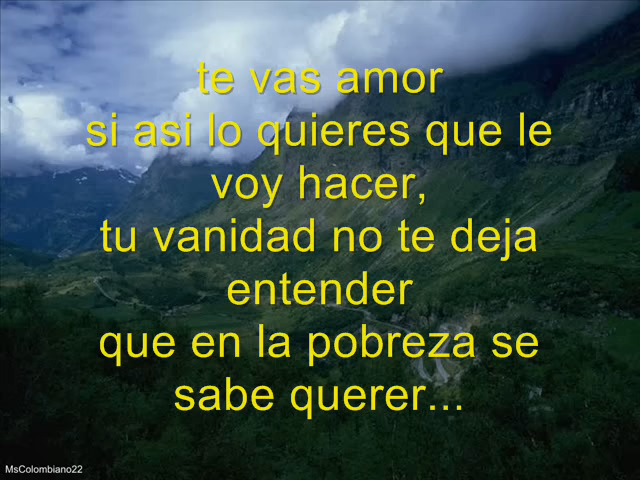 te vas amor
si asi lo quieres que le
voy hacer,
tu vanidad no te deja
entender
que en la pobreza se
sabe querer...
MsColombiano22